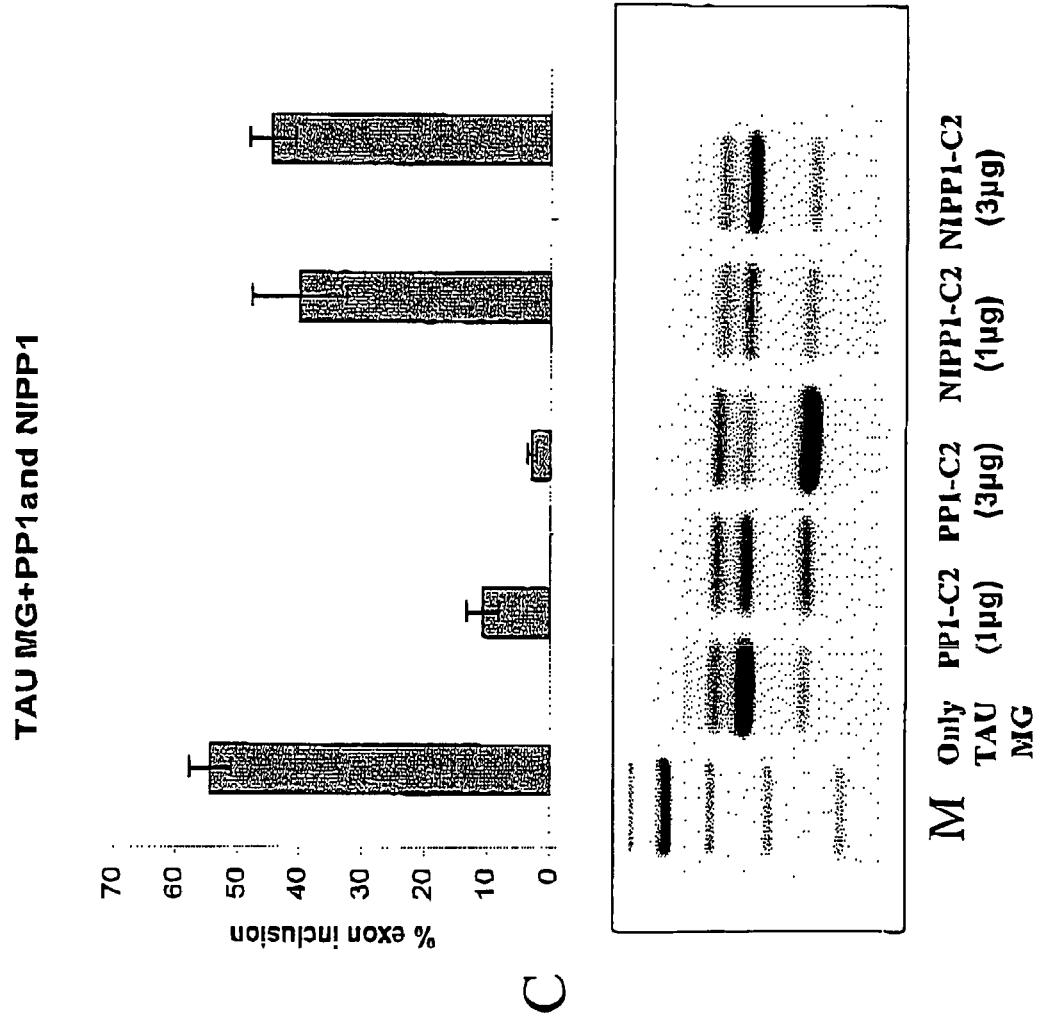 TAU MG+PP1and NIPP1
C
% exon inclusion
70
60
50
40
30
20
10
0
M
Only TAU MG
PP1-C2 (1μg)
PP1-C2 (3μg)
NIPP1-C2 (1μg)
NIPP1-C2 (3μg)